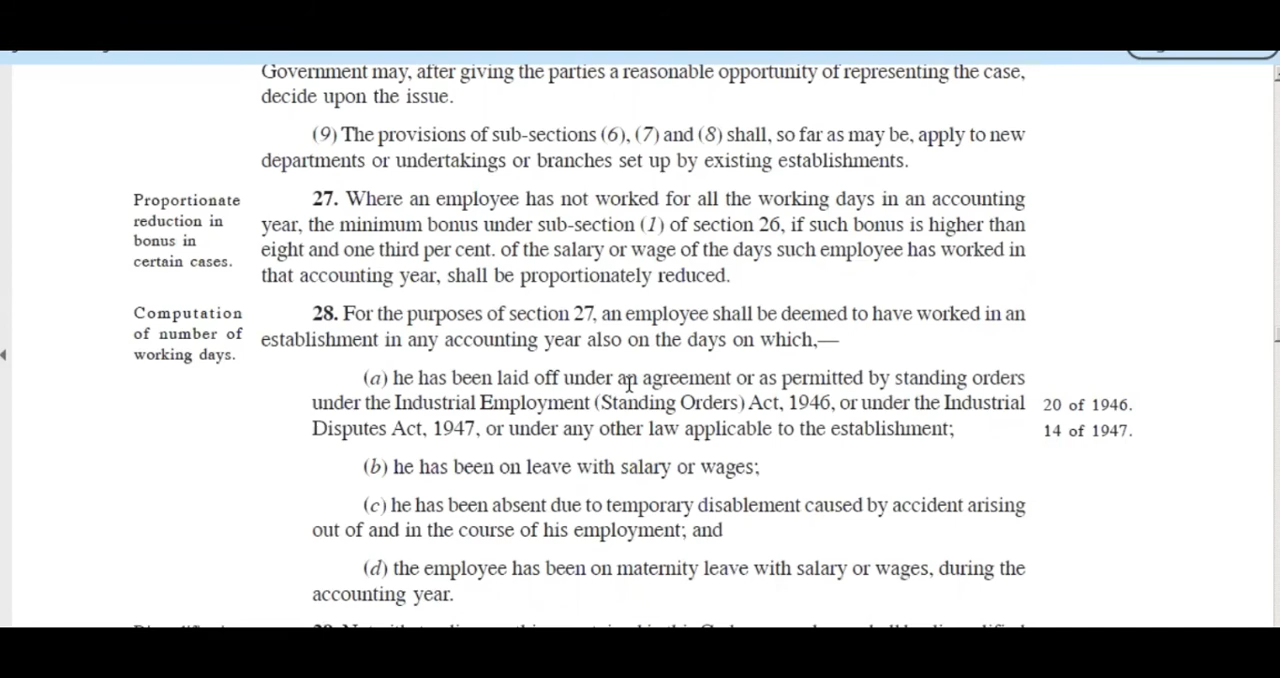 Government may, after giving the parties a reasonable opportunity of representing the case,
decide upon the issue.
(9) The provisions of sub-sections (6), (7) and (8) shall, so far as may be, apply to new
departments or undertakings or branches set up by existing establishments.
Proportionate
reduction in
bonus in
certain cases.
27. Where an employee has not worked for all the working days in an accounting
year, the minimum bonus under sub-section (1) of section 26, if such bonus is higher than
eight and one third per cent. of the salary or wage of the days such employee has worked in
that accounting year, shall be proportionately reduced.
Computation
of number of
working days.
28. For the purposes of section 27, an employee shall be deemed to have worked in an
establishment in any accounting year also on the days on which,—
(a) he has been laid off under an agreement or as permitted by standing orders
under the Industrial Employment (Standing Orders) Act, 1946, or under the Industrial
Disputes Act, 1947, or under any other law applicable to the establishment;
20 of 1946.
14 of 1947.
(b) he has been on leave with salary or wages;
(c) he has been absent due to temporary disablement caused by accident arising
out of and in the course of his employment; and
(d) the employee has been on maternity leave with salary or wages, during the
accounting year.